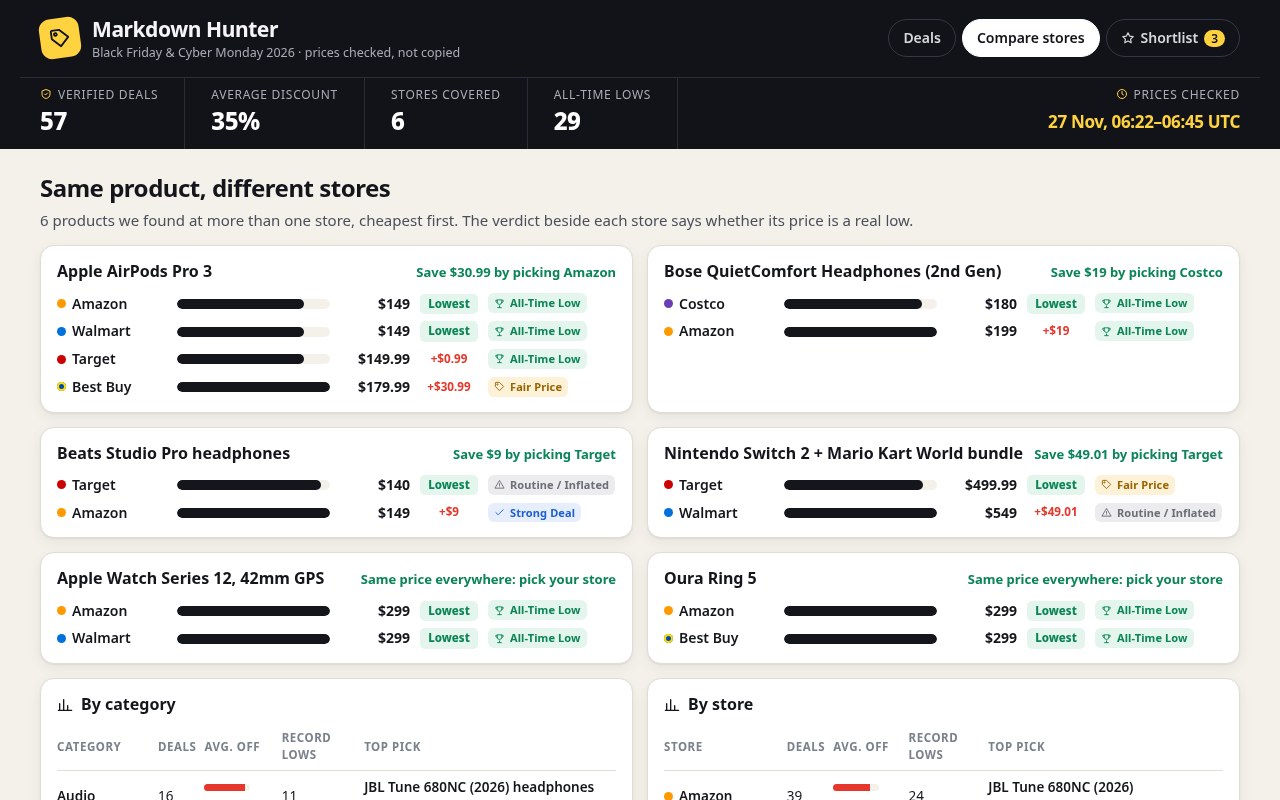 Markdown Hunter
Black Friday & Cyber Monday 2026 · prices checked, not copied
Deals
Compare stores
Shortlist 3
VERIFIED DEALS
57
AVERAGE DISCOUNT
35%
STORES COVERED
6
ALL-TIME LOWS
29
PRICES CHECKED
27 Nov, 06:22–06:45 UTC
Same product, different stores
6 products we found at more than one store, cheapest first. The verdict beside each store says whether its price is a real low.
Apple AirPods Pro 3 Save $30.99 by picking Amazon
Amazon $149 Lowest All-Time Low
Walmart $149 Lowest All-Time Low
Target $149.99 +$0.99 All-Time Low
Best Buy $179.99 +$30.99 Fair Price
Bose QuietComfort Headphones (2nd Gen) Save $19 by picking Costco
Costco $180 Lowest All-Time Low
Amazon $199 +$19 All-Time Low
Beats Studio Pro headphones Save $9 by picking Target
Target $140 Lowest Routine / Inflated
Amazon $149 +$9 Strong Deal
Nintendo Switch 2 + Mario Kart World bundle Save $49.01 by picking Target
Target $499.99 Lowest Fair Price
Walmart $549 +$49.01 Routine / Inflated
Apple Watch Series 12, 42mm GPS Same price everywhere: pick your store
Amazon $299 Lowest All-Time Low
Walmart $299 Lowest All-Time Low
Oura Ring 5 Same price everywhere: pick your store
Amazon $299 Lowest All-Time Low
Best Buy $299 Lowest All-Time Low
By category
CATEGORY DEALS AVG. OFF RECORD LOWS TOP PICK
Audio 16 11 JBL Tune 680NC (2026) headphones
By store
STORE DEALS AVG. OFF RECORD LOWS TOP PICK
Amazon 39 24 JBL Tune 680NC (2026)